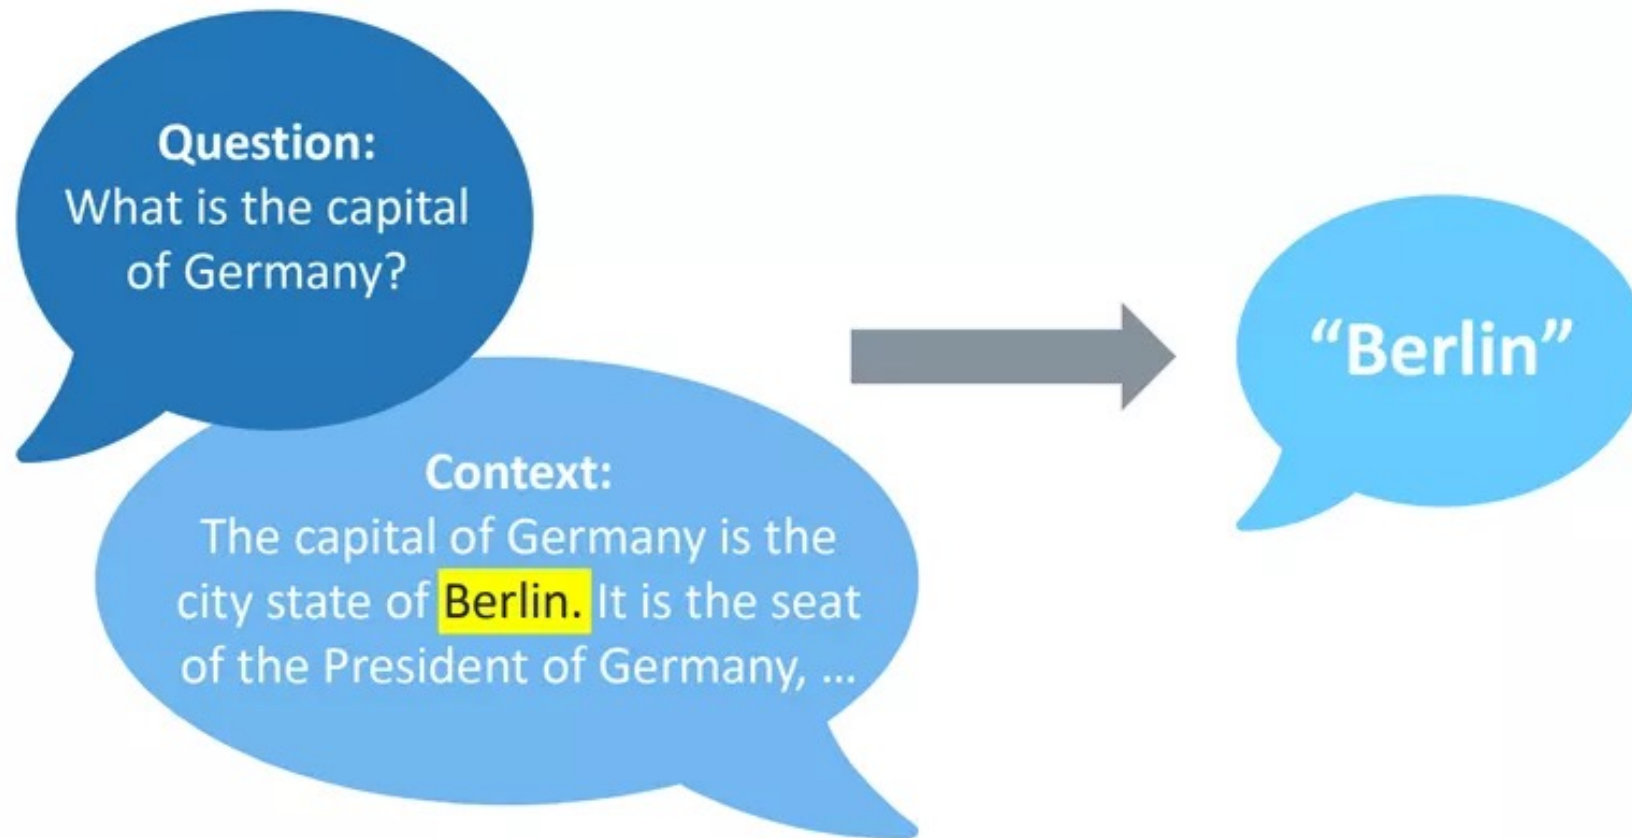 Question:
What is the capital
of Germany?
Context:
The capital of Germany is the
city state of Berlin. It is the seat
of the President of Germany, ...
“Berlin”